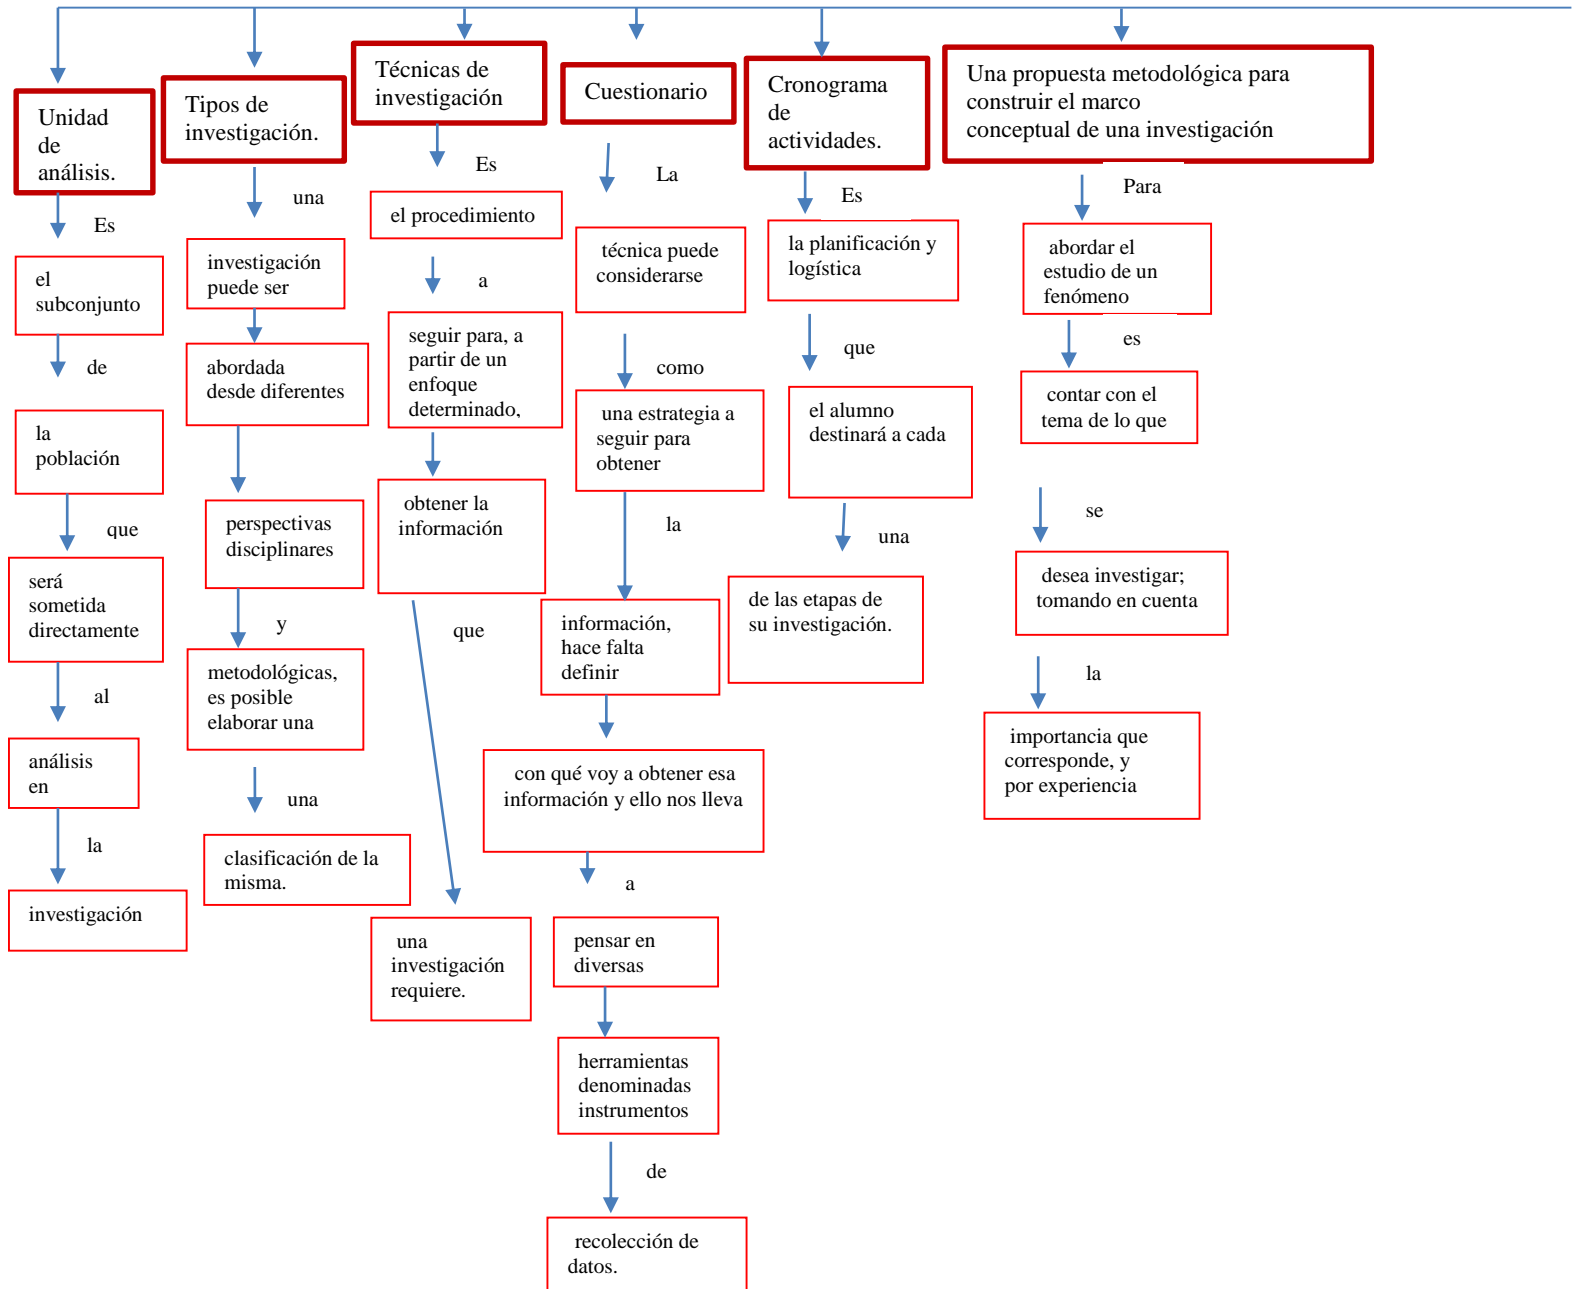 Unidad
de
análisis.
Es
el
subconjunto
de
la
población
que
será
sometida
directamente
al
análisis
en
la
investigación
Tipos de
investigación.
una
investigación
puede ser
abordada
desde diferentes
perspectivas
disciplinares
y
metodológicas,
es posible
elaborar una
una
clasificación de la
misma.
Técnicas de
investigación
Es
el procedimiento
a
seguir para, a
partir de un
enfoque
determinado,
obtener la
información
que
una
investigación
requiere.
Cuestionario
La
técnica puede
considerarse
como
una estrategia a
seguir para
obtener
la
información,
hace falta
definir
con qué voy a obtener esa
información y ello nos lleva
a
pensar en
diversas
herramientas
denominadas
instrumentos
de
recolección de
datos.
Cronograma
de
actividades.
Es
la planificación y
logística
que
el alumno
destinará a cada
una
de las etapas de
su investigación.
Una propuesta metodológica para
construir el marco
conceptual de una investigación
Para
abordar el
estudio de un
fenómeno
es
contar con el
tema de lo que
se
desea investigar;
tomando en cuenta
la
importancia que
corresponde, y
por experiencia